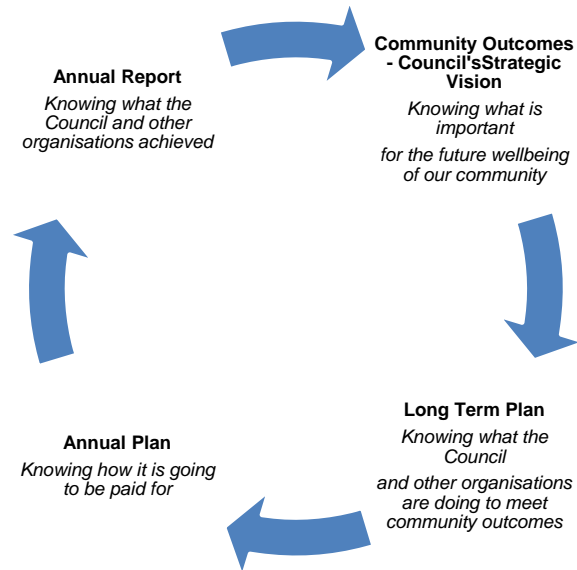 Annual Report
Knowing what the
Council and other
organisations achieved
Community Outcomes
- Council'sStrategic
Vision
Knowing what is
important
for the future wellbeing
of our community
Long Term Plan
Knowing what the
Council
and other organisations
are doing to meet
community outcomes
Annual Plan
Knowing how it is going
to be paid for